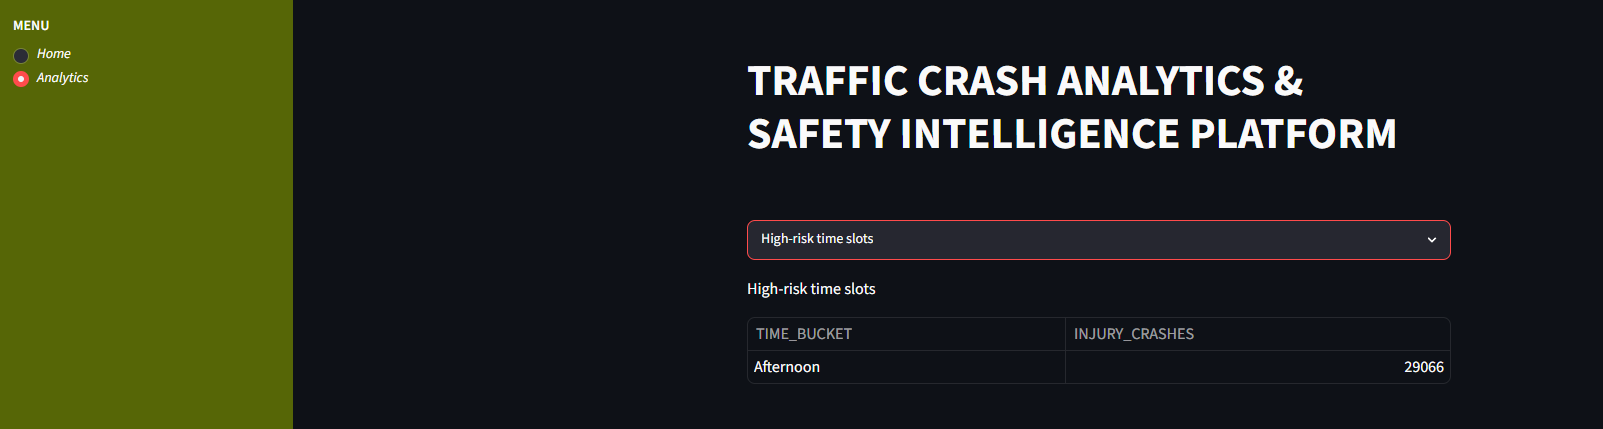 MENU
Home
Analytics
TRAFFIC CRASH ANALYTICS &
SAFETY INTELLIGENCE PLATFORM
High-risk time slots
High-risk time slots
TIME_BUCKET INJURY_CRASHES
Afternoon 29066